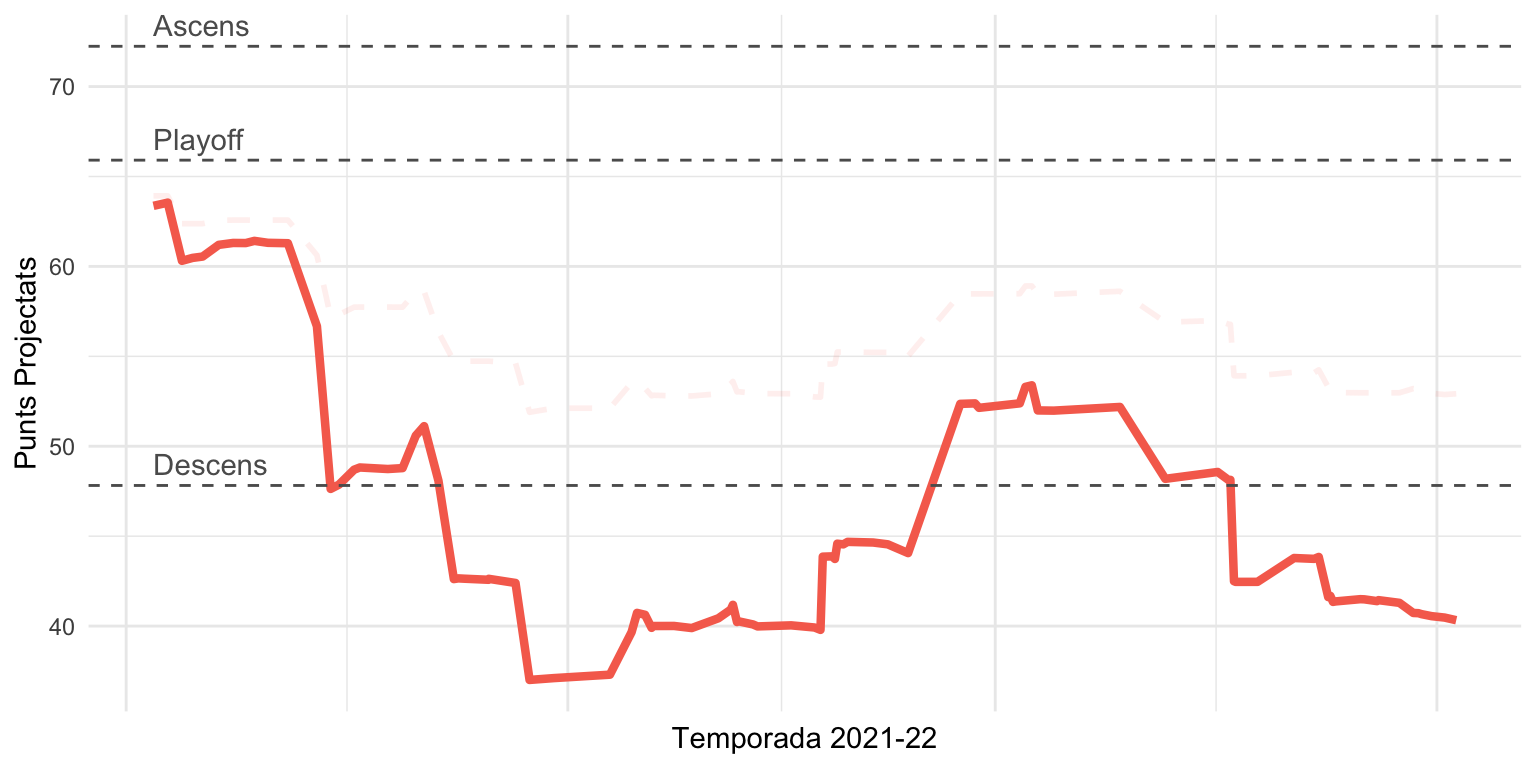 Ascens
70
Playoff
60
Punts Projectats
50
Descens
40
Temporada 2021-22